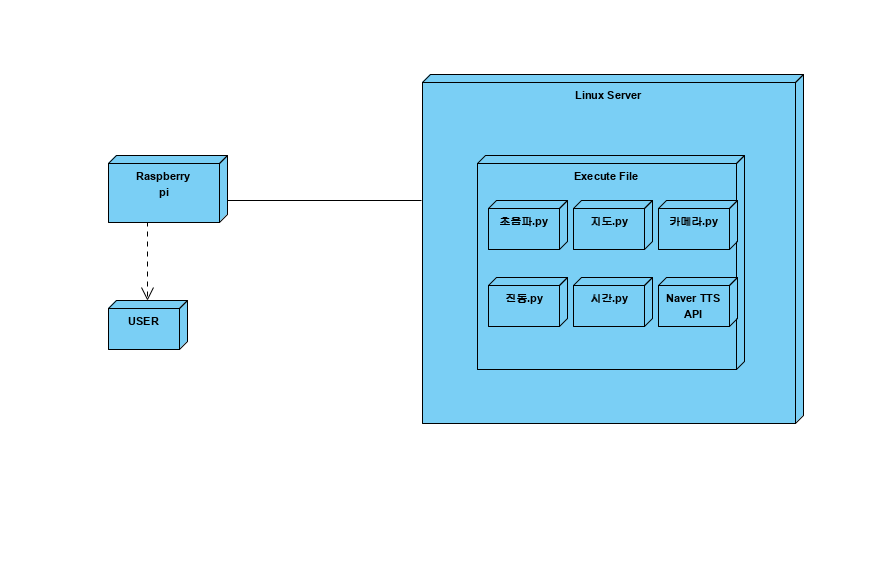 Linux Server
Raspberry
pi
Execute File
초음파.py
지도.py
카메라.py
진동.py
시간.py
Naver TTS
API
USER